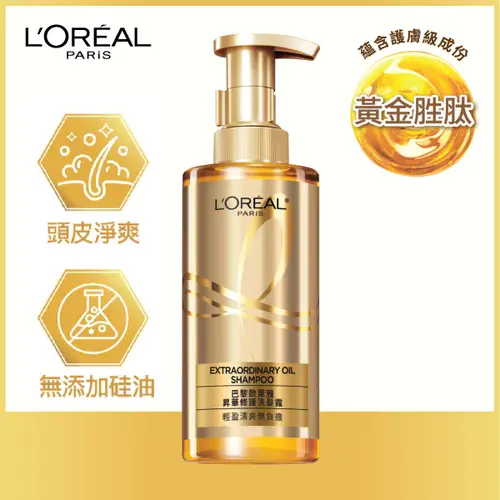 L'ORÉAL
PARiS
蘊含護膚級成份
黃金胜肽
頭皮淨爽
無添加硅油
L'ORÉAL®
PARIS
EXTRAORDINARY OIL
SHAMPOO
巴黎歐萊雅
昇華修護洗髮露
輕盈清爽無負擔